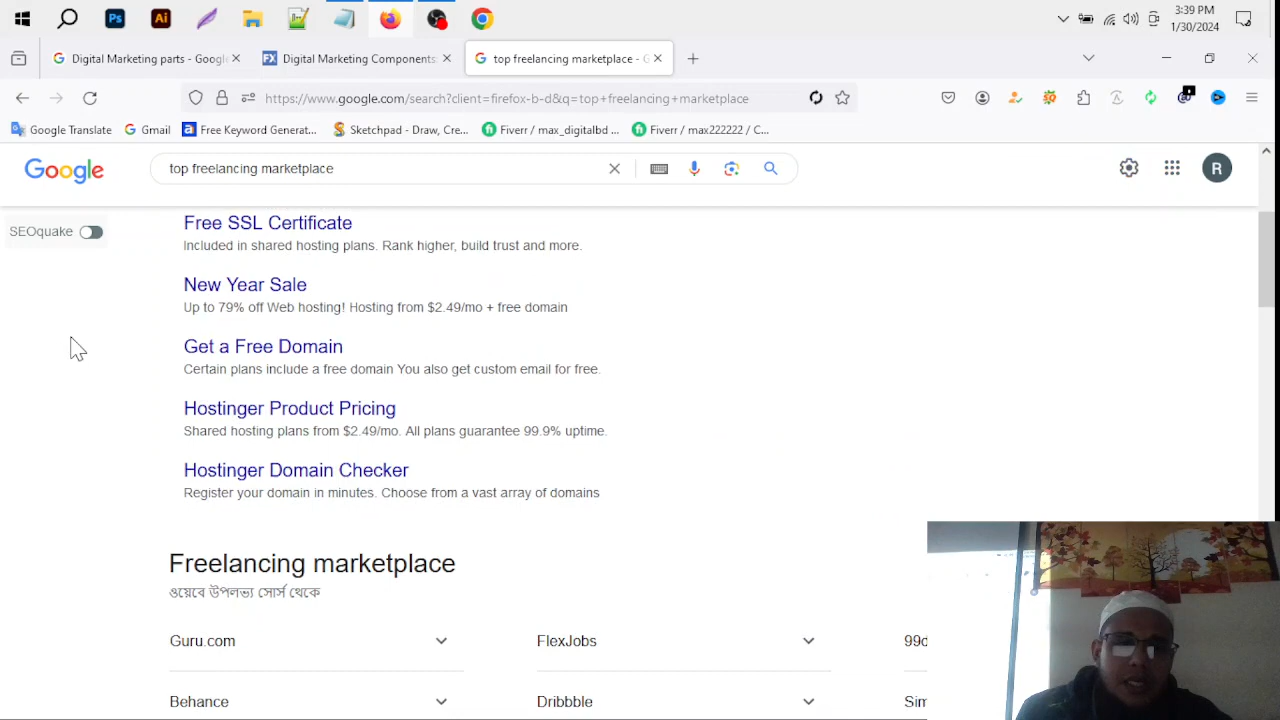 3:39 PM
1/30/2024
Digital Marketing parts - Google
Digital Marketing Components
top freelancing marketplace - G
https://www.google.com/search?client=firefox-b-d&q=top+freelancing+marketplace
Google Translate
Gmail
Free Keyword Generat...
Sketchpad - Draw, Cre...
Fiverr / max_digitalbd ...
Fiverr / max222222 / C...
Google
top freelancing marketplace
R
SEOquake
Free SSL Certificate
Included in shared hosting plans. Rank higher, build trust and more.
New Year Sale
Up to 79% off Web hosting! Hosting from $2.49/mo + free domain
Get a Free Domain
Certain plans include a free domain You also get custom email for free.
Hostinger Product Pricing
Shared hosting plans from $2.49/mo. All plans guarantee 99.9% uptime.
Hostinger Domain Checker
Register your domain in minutes. Choose from a vast array of domains
Freelancing marketplace
ওয়েবে উপলভ্য সোর্স থেকে
Guru.com
FlexJobs
Behance
Dribbble